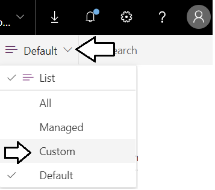 o...
Default earch
List
All
Managed
Custom
Default